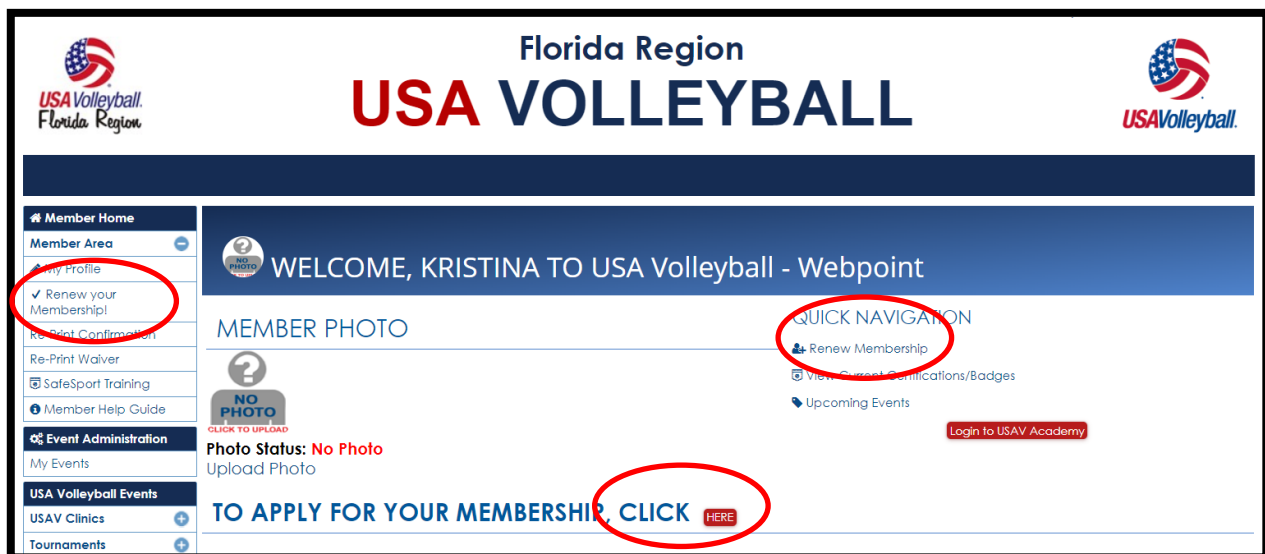 USA Volleyball.
Florida Region
Florida Region
USA VOLLEYBALL
USAVolleyball.
Member Home
Member Area
My Profile
Renew your
Membership!
Re-Print Confirmation
Re-Print Waiver
SafeSport Training
Member Help Guide
Event Administration
My Events
USA Volleyball Events
USAV Clinics
Tournaments
NO
PHOTO
WELCOME, KRISTINA TO USA Volleyball - Webpoint
MEMBER PHOTO
?
NO
PHOTO
CLICK TO UPLOAD
Photo Status: No Photo
Upload Photo
QUICK NAVIGATION
Renew Membership
View Current Certifications/Badges
Upcoming Events
Login to USAV Academy
TO APPLY FOR YOUR MEMBERSHIP, CLICK HERE